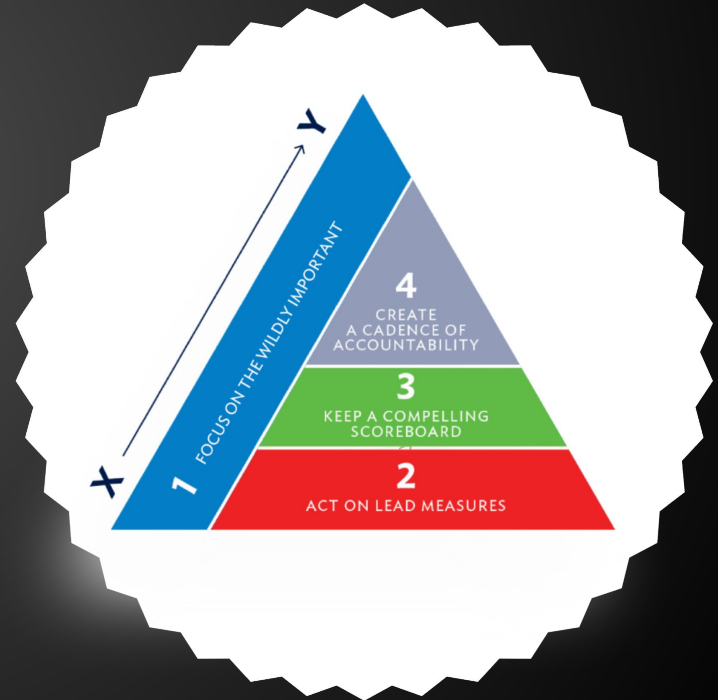 X
Y
1 FOCUS ON THE WILDLY IMPORTANT
4
CREATE
A CADENCE OF
ACCOUNTABILITY
3
KEEP A COMPELLING
SCOREBOARD
2
ACT ON LEAD MEASURES